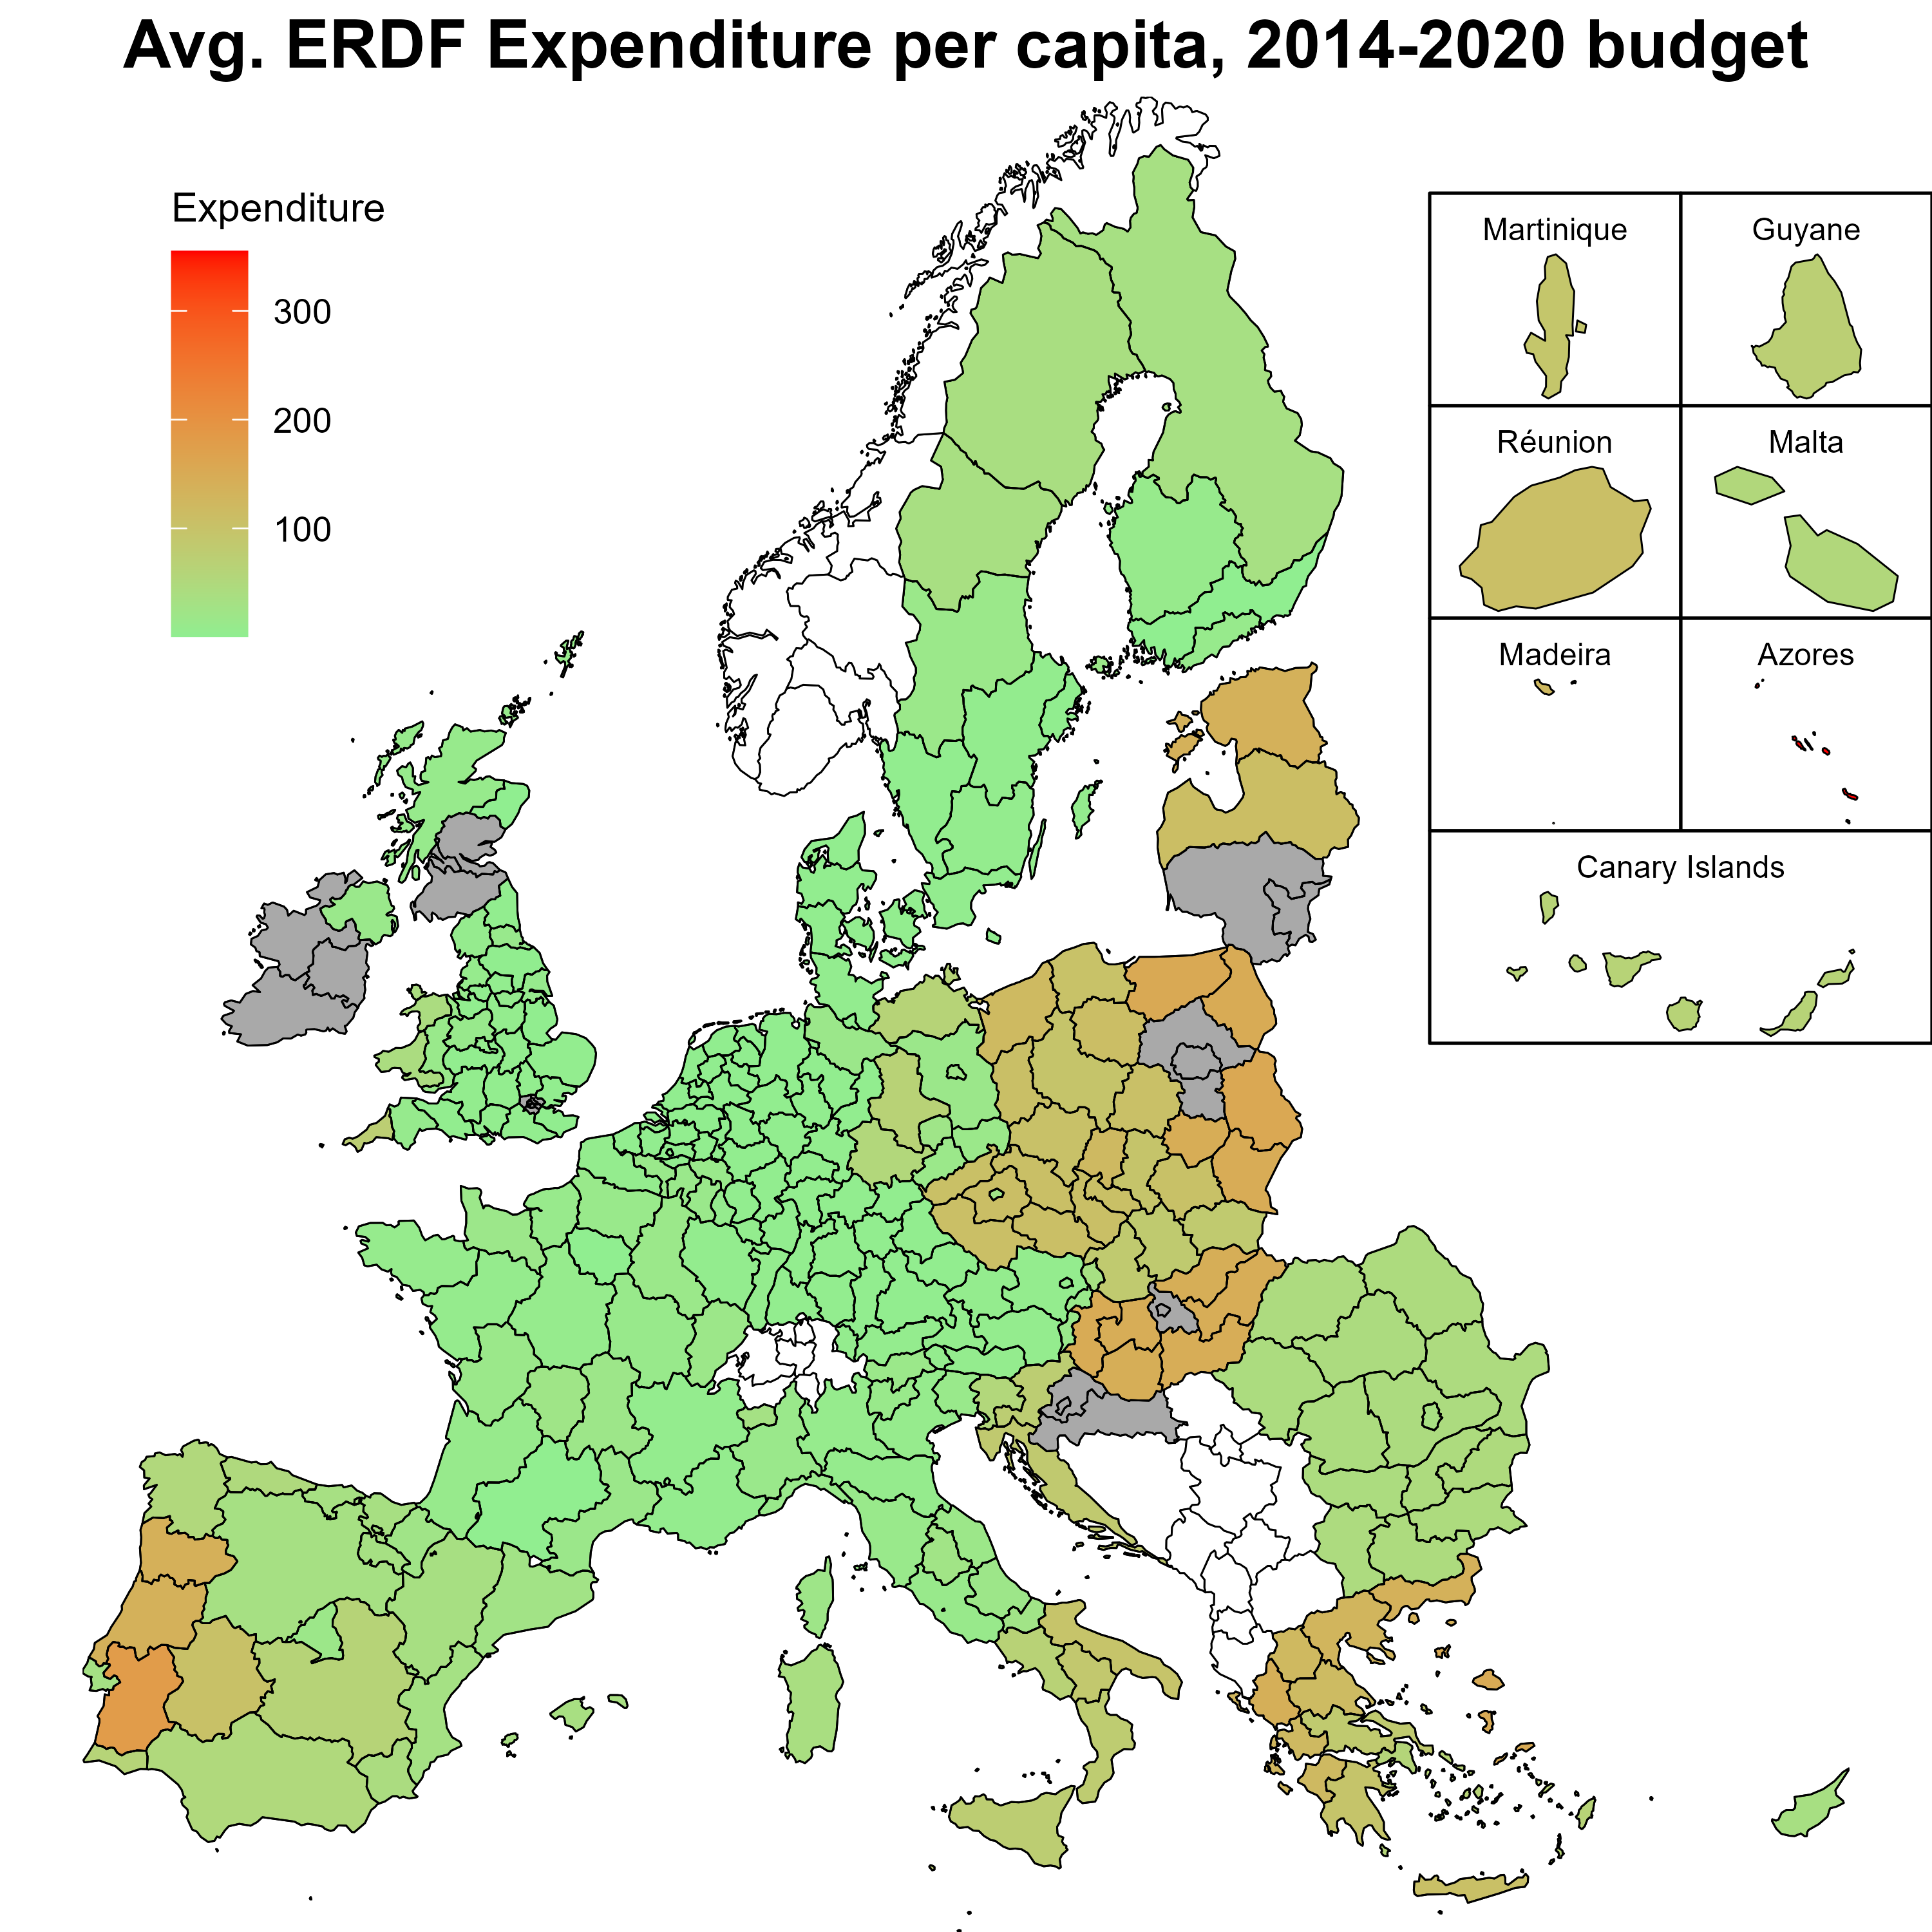 Avg. ERDF Expenditure per capita, 2014-2020 budget
Expenditure
300
200
100
Martinique
Guyane
Réunion
Malta
Madeira
Azores
Canary Islands